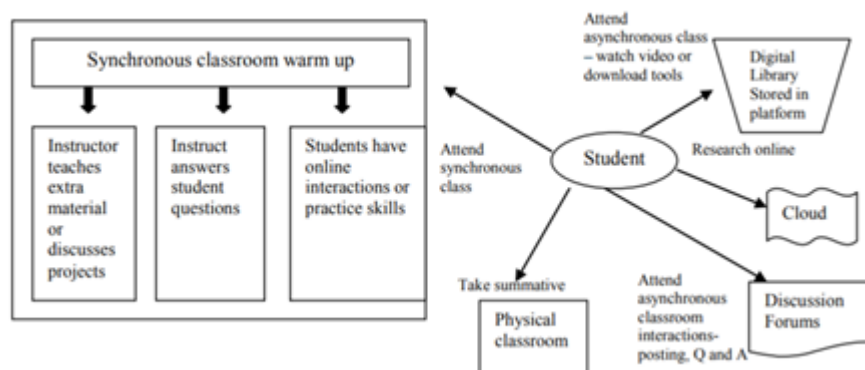 Synchronous classroom warm up
Instructor
teaches
extra
material
or
discusses
projects
Instruct
answers
student
questions
Students have
online
interactions or
practice skills
Attend
synchronous
class
Attend
asynchronous class
– watch video or
download tools
Digital
Library
Stored in
platform
Student
Research online
Cloud
Take summative
Physical
classroom
Attend
asynchronous
classroom
interactions-
posting, Q and A
Discussion
Forums